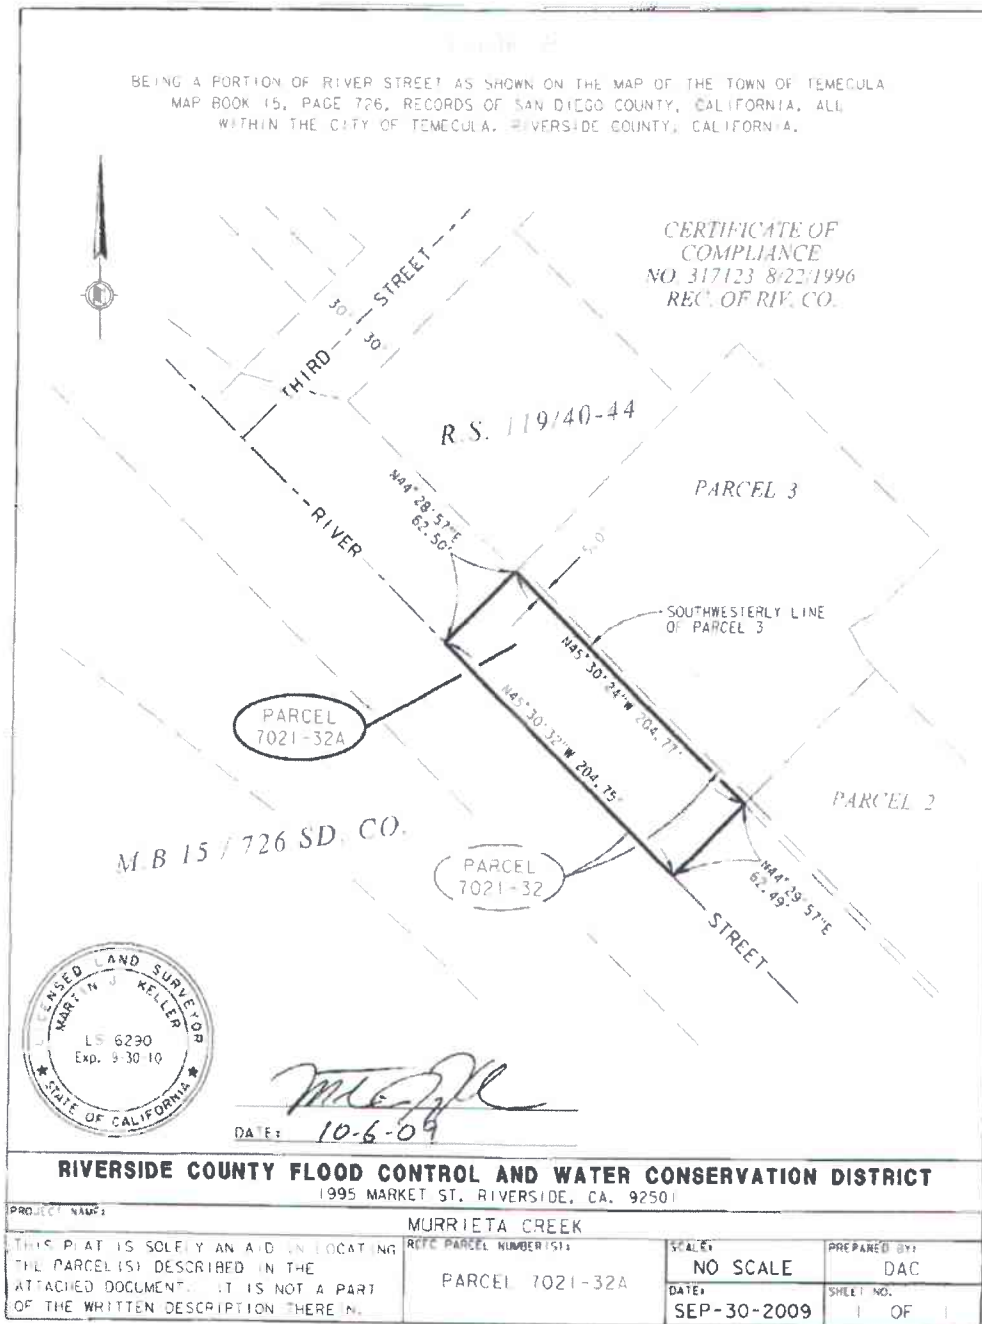 BEING A PORTION OF RIVER STREET AS SHOWN ON THE MAP OF THE TOWN OF TEMECULA
MAP BOOK 15, PAGE 726, RECORDS OF SAN DIEGO COUNTY, CALIFORNIA, ALL
WITHIN THE CITY OF TEMECULA, RIVERSIDE COUNTY, CALIFORNIA.
CERTIFICATE OF
COMPLIANCE
NO. 317123 8/22/1996
REC. OF RIV. CO.
THIRD STREET
30'
30'
R.S. 119/40-44
PARCEL 3
N44°28'57"E
62.50'
RIVER
SOUTHWESTERLY LINE
OF PARCEL 3
N45°30'24"W 204.77'
N45°30'32"W 204.75'
PARCEL
7021-32A
PARCEL 2
M.B 15 / 726 SD. CO.
PARCEL
7021-32
N44°29'57"E
62.49'
STREET
LICENSED LAND SURVEYOR
MARTIN J. KELLER
LS 6290
Exp. 9-30-10
STATE OF CALIFORNIA
DATE: 10-6-09
RIVERSIDE COUNTY FLOOD CONTROL AND WATER CONSERVATION DISTRICT
1995 MARKET ST. RIVERSIDE, CA. 92501
PROJECT NAME:
MURRIETA CREEK
THIS PLAT IS SOLELY AN AID IN LOCATING
THE PARCEL(S) DESCRIBED IN THE
ATTACHED DOCUMENT. IT IS NOT A PART
OF THE WRITTEN DESCRIPTION THEREIN.
RCFC PARCEL NUMBER(S):
PARCEL 7021-32A
SCALE:
NO SCALE
PREPARED BY:
DAC
DATE:
SEP-30-2009
SHEET NO.
1 OF 1